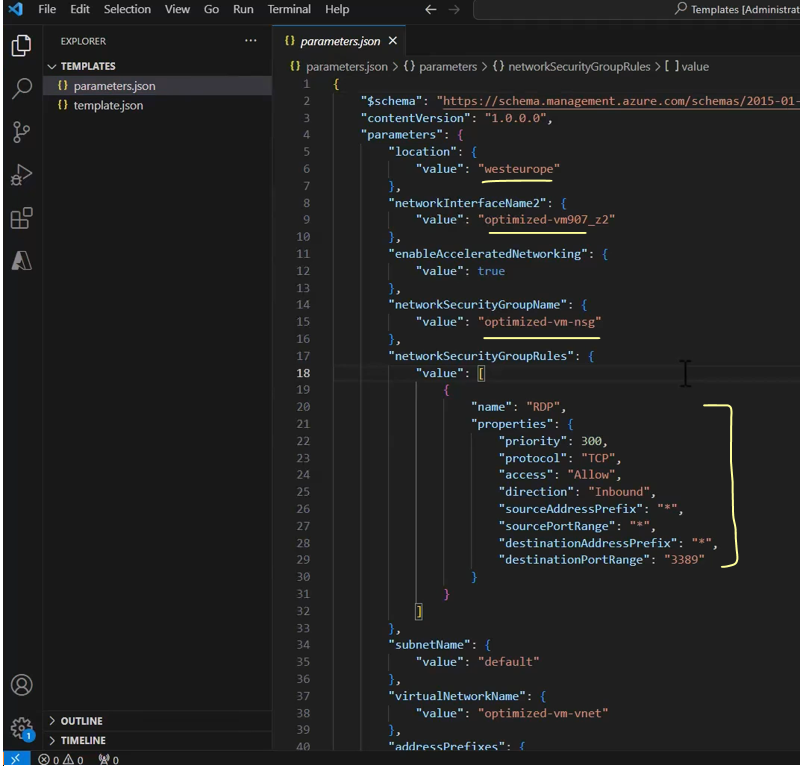 File Edit Selection View Go Run Terminal Help
Templates [Administrat
EXPLORER
TEMPLATES
{} parameters.json
{} template.json
OUTLINE
TIMELINE
1
0 0 0
{} parameters.json ×
{} parameters.json > {} parameters > {} networkSecurityGroupRules > [ ] value
1 {
2 "$schema": "https://schema.management.azure.com/schemas/2015-01-
3 "contentVersion": "1.0.0.0",
4 "parameters": {
5 "location": {
6 "value": "westeurope"
7 },
8 "networkInterfaceName2": {
9 "value": "optimized-vm907_z2"
10 },
11 "enableAcceleratedNetworking": {
12 "value": true
13 },
14 "networkSecurityGroupName": {
15 "value": "optimized-vm-nsg"
16 },
17 "networkSecurityGroupRules": {
18 "value": [
19 {
20 "name": "RDP",
21 "properties": {
22 "priority": 300,
23 "protocol": "TCP",
24 "access": "Allow",
25 "direction": "Inbound",
26 "sourceAddressPrefix": "*",
27 "sourcePortRange": "*",
28 "destinationAddressPrefix": "*",
29 "destinationPortRange": "3389"
30 }
31 }
32 ]
33 },
34 "subnetName": {
35 "value": "default"
36 },
37 "virtualNetworkName": {
38 "value": "optimized-vm-vnet"
39 },
40 "addressPrefixes": {